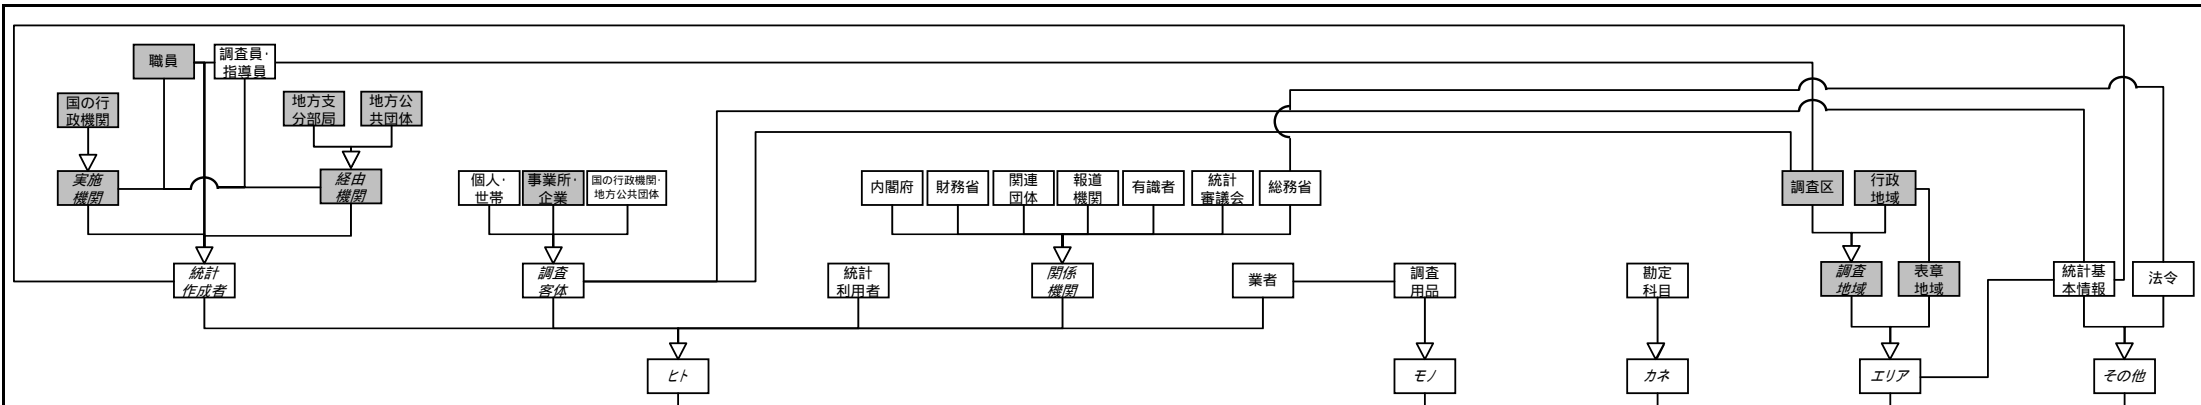 職員
調査員・
指導員
国の行
政機関
地方支
分部局
地方公
共団体
実施
機関
経由
機関
個人・
世帯
事業所・
企業
国の行政機関・
地方公共団体
内閣府
財務省
関連
団体
報道
機関
有識者
統計
審議会
総務省
調査区
行政
地域
統計
作成者
調査
客体
統計
利用者
関係
機関
業者
調査
用品
勘定
科目
調査
地域
表章
地域
統計基
本情報
法令
ヒト
モノ
カネ
エリア
その他